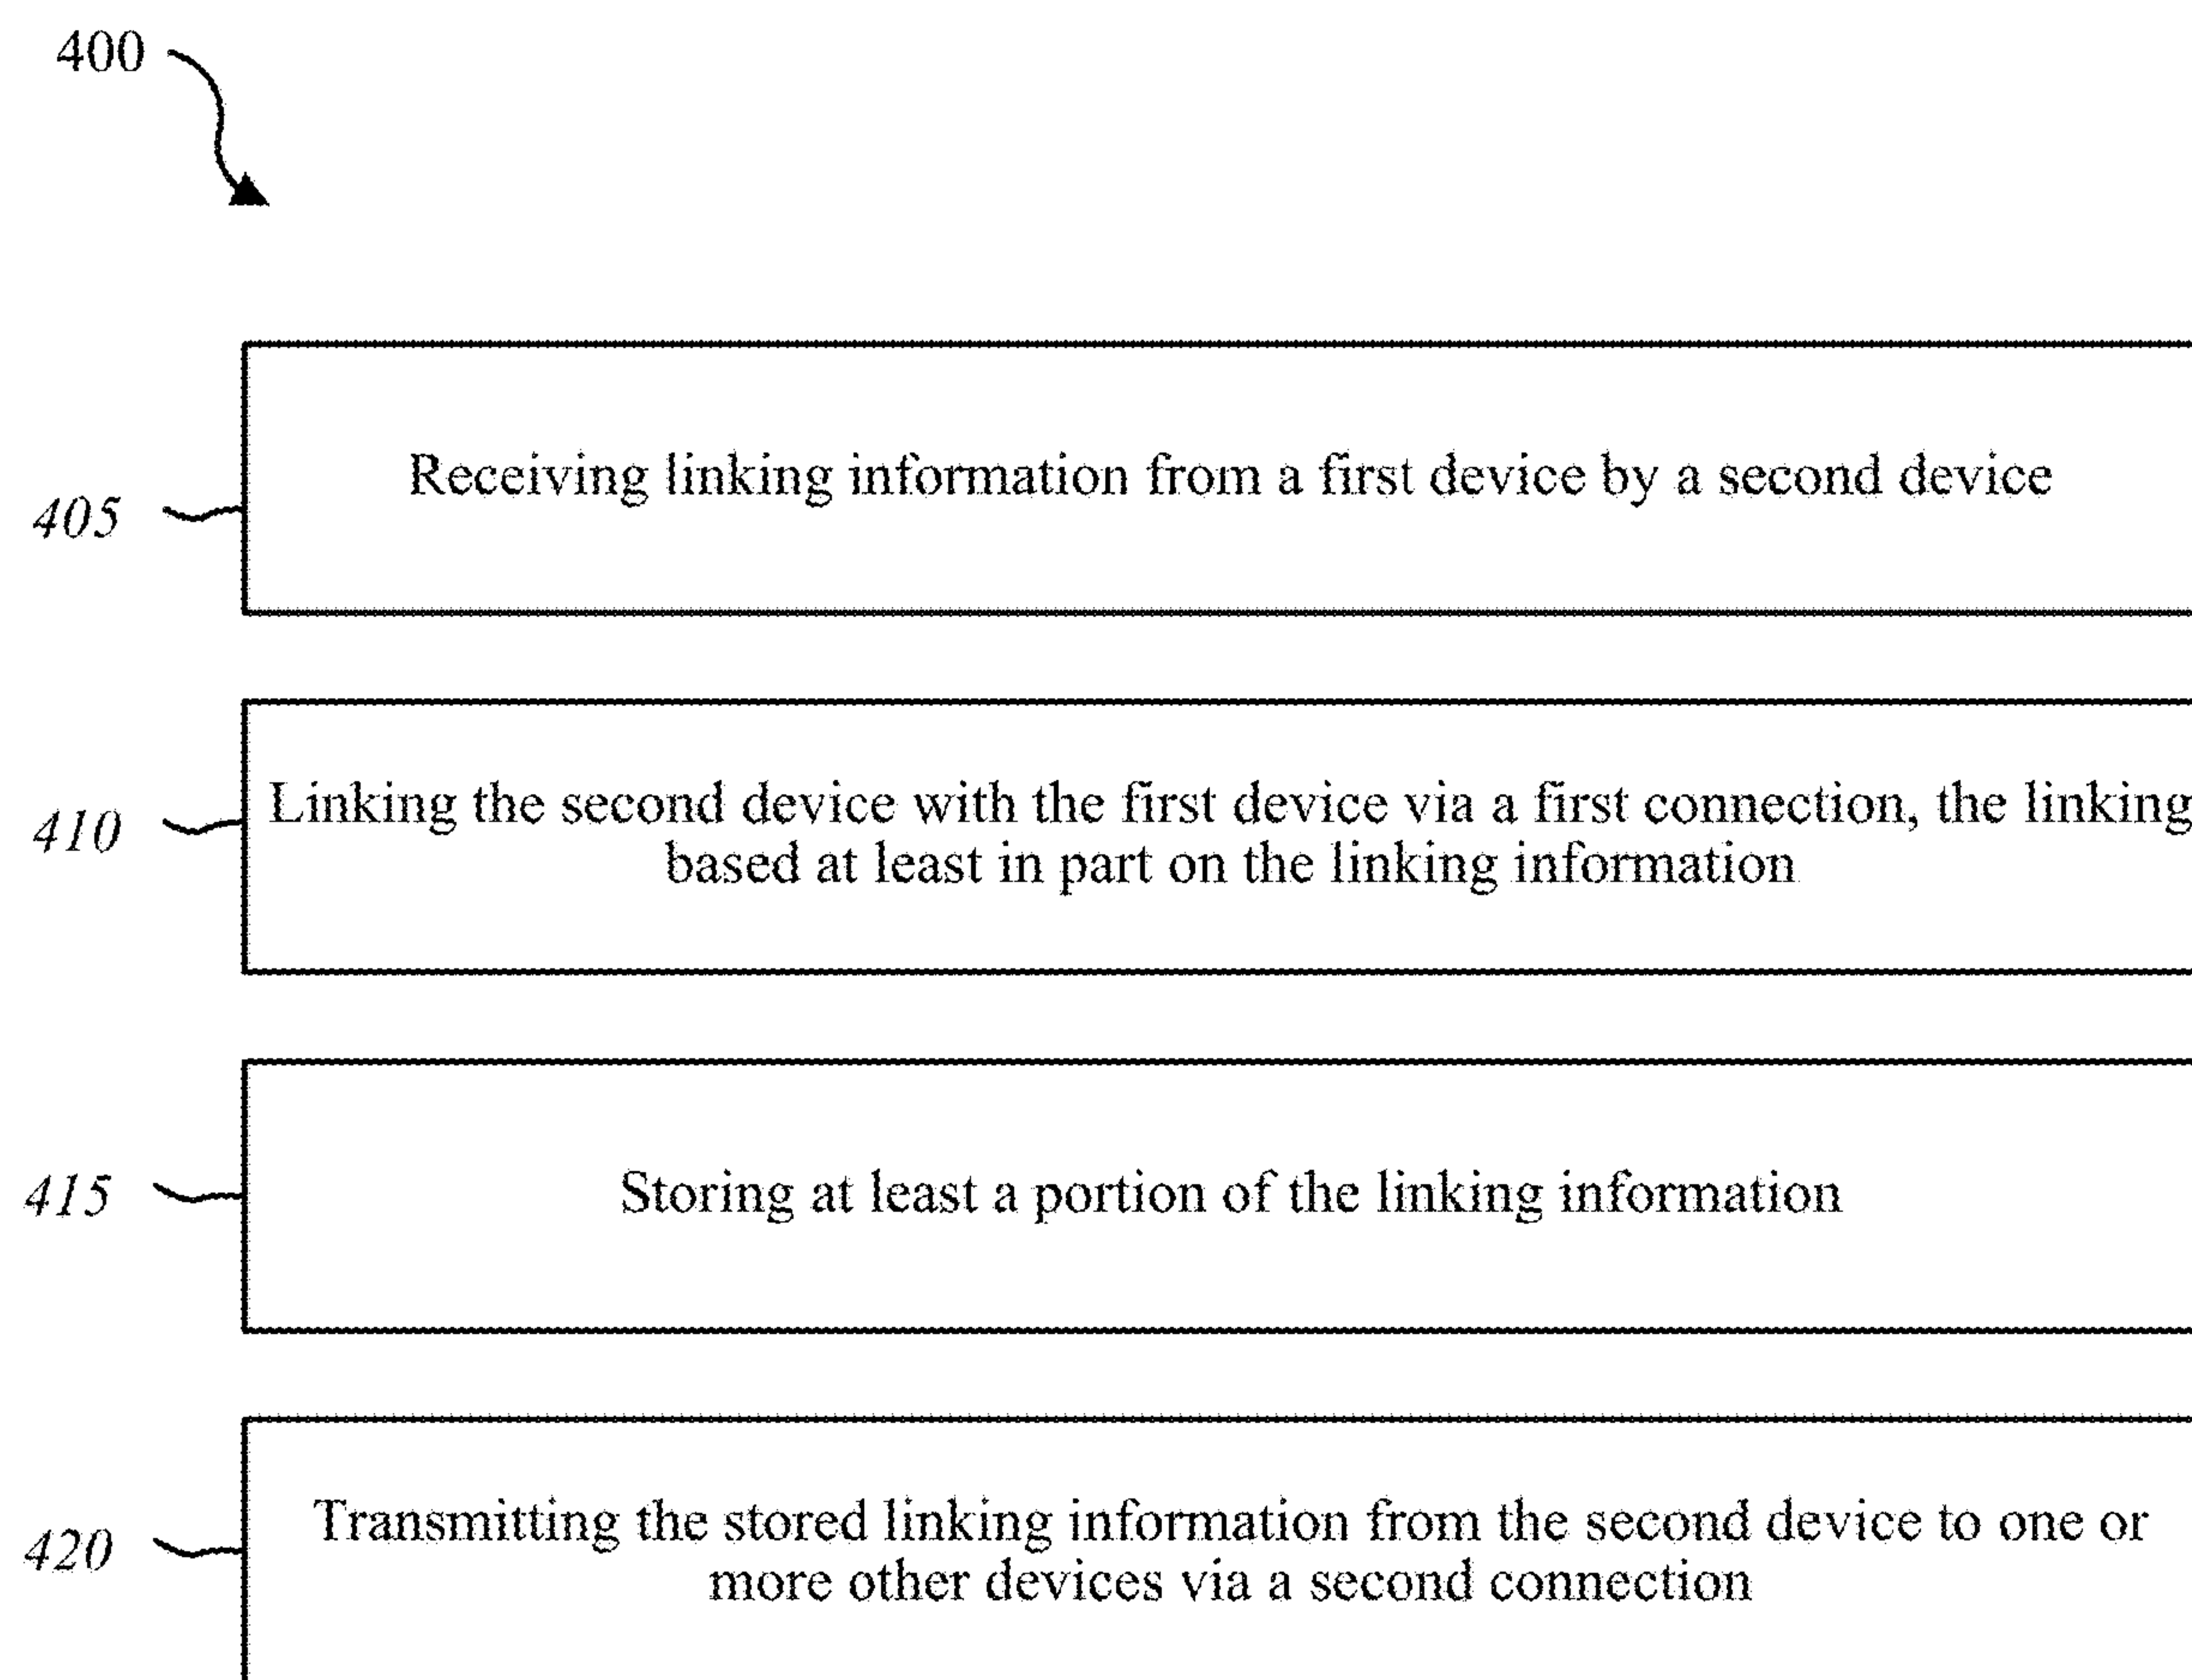 400
405
Receiving linking information from a first device by a second device
410
Linking the second device with the first device via a first connection, the linking
based at least in part on the linking information
415
Storing at least a portion of the linking information
420
Transmitting the stored linking information from the second device to one or
more other devices via a second connection